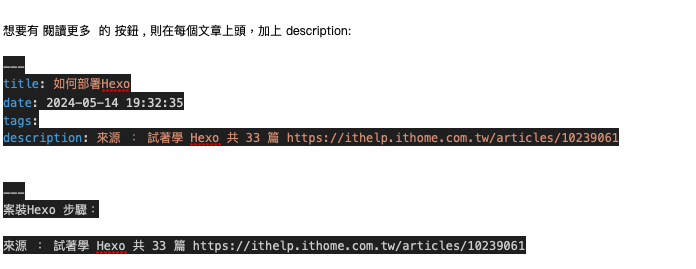 想要有 閱讀更多 的 按鈕 , 則在每個文章上頭，加上 description:
---
title: 如何部署Hexo
date: 2024-05-14 19:32:35
tags:
description: 來源 ： 試著學 Hexo 共 33 篇 https://ithelp.ithome.com.tw/articles/10239061
---
案裝Hexo 步驟：
來源 ： 試著學 Hexo 共 33 篇 https://ithelp.ithome.com.tw/articles/10239061